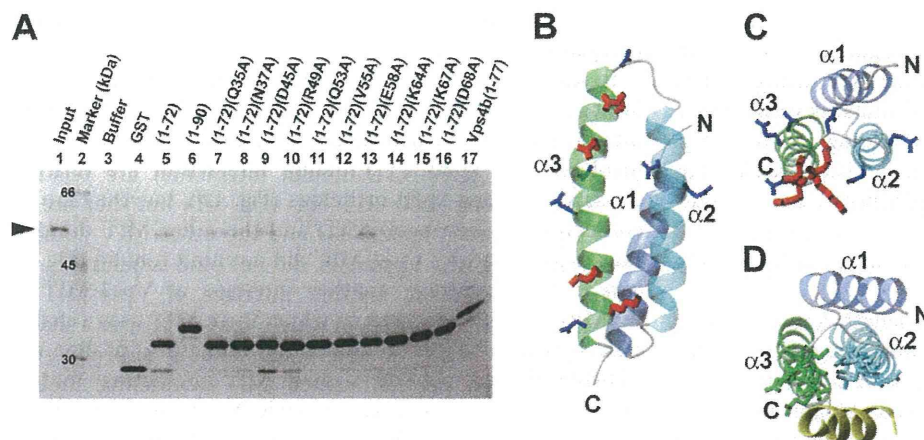 A
Input
Marker (kDa)
Buffer
GST
(1-72)
(1-90)
(1-72)(Q35A)
(1-72)(N37A)
(1-72)(D45A)
(1-72)(R49A)
(1-72)(Q53A)
(1-72)(V55A)
(1-72)(E58A)
(1-72)(K64A)
(1-72)(K67A)
(1-72)(D68A)
Vps4b(1-77)
1 2 3 4 5 6 7 8 9 10 11 12 13 14 15 16 17
66
45
30
B
N
α3
α1
α2
C
C
α1
N
α3
C
α2
D
α1
N
α3
α2
C